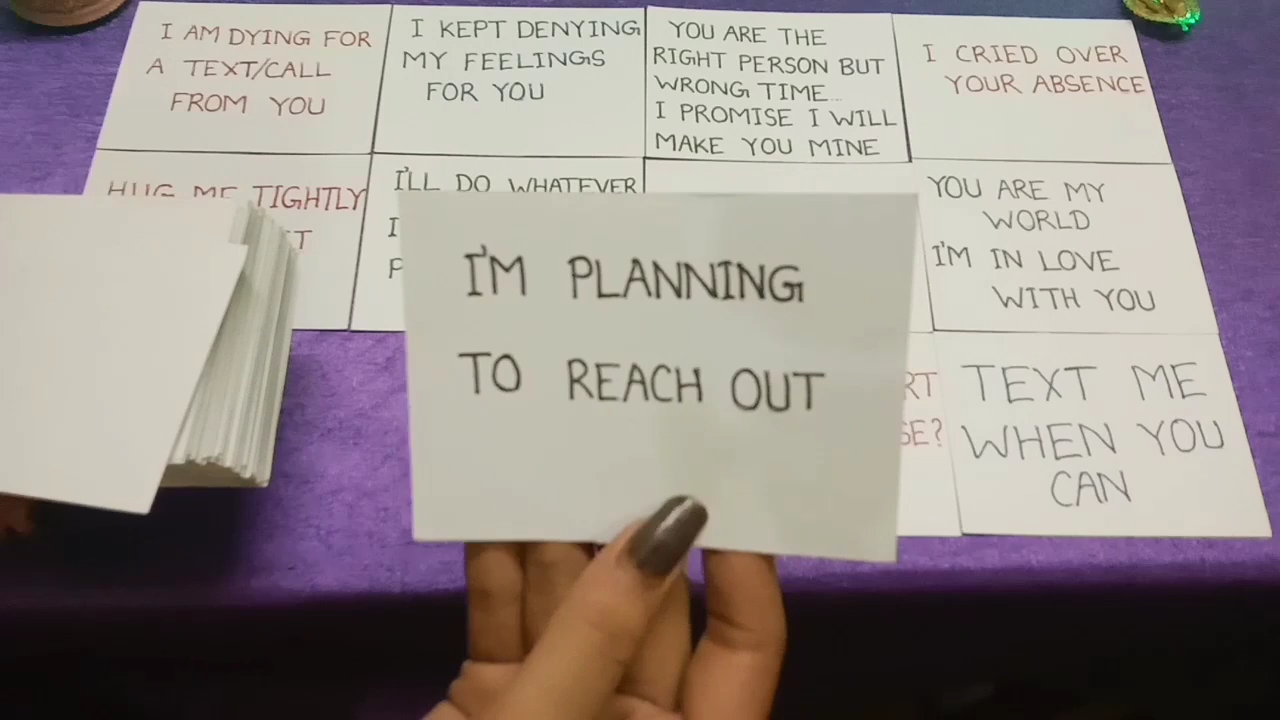 I AM DYING FOR
A TEXT/CALL
FROM YOU
I KEPT DENYING
MY FEELINGS
FOR YOU
YOU ARE THE
RIGHT PERSON BUT
WRONG TIME...
I PROMISE I WILL
MAKE YOU MINE
I CRIED OVER
YOUR ABSENCE
HUG ME TIGHTLY
I'LL DO WHATEVER
I
YOU ARE MY
WORLD
I'M IN LOVE
WITH YOU
I'M PLANNING
TO REACH OUT
TEXT ME
WHEN YOU
CAN